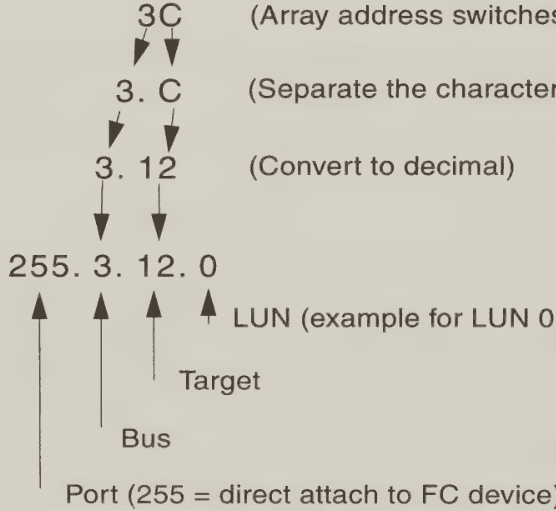 3C (Array address switches
3. C (Separate the character
3. 12 (Convert to decimal)
255. 3. 12. 0
LUN (example for LUN 0
Target
Bus
Port (255 = direct attach to FC device)